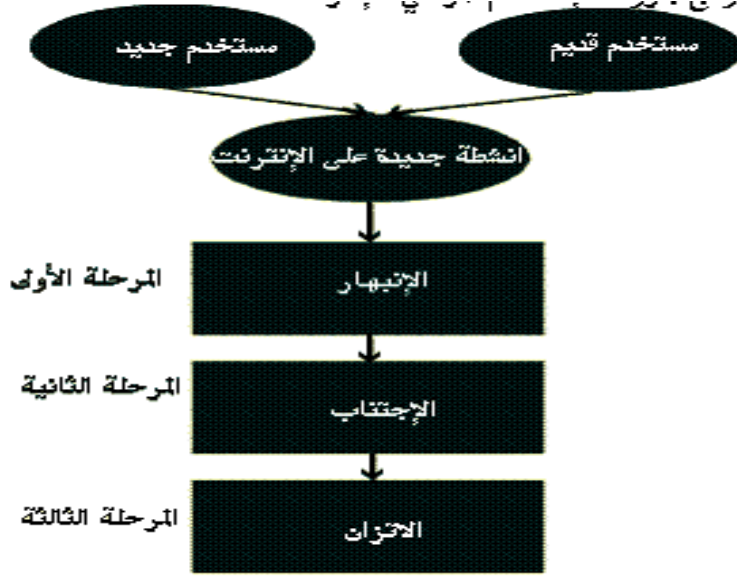 مستخدم قديم
مستخدم جديد
انشطة جديدة على الإنترنت
الإنبهار
المرحلة الأولى
الإجتناب
المرحلة الثانية
الاتزان
المرحلة الثالثة